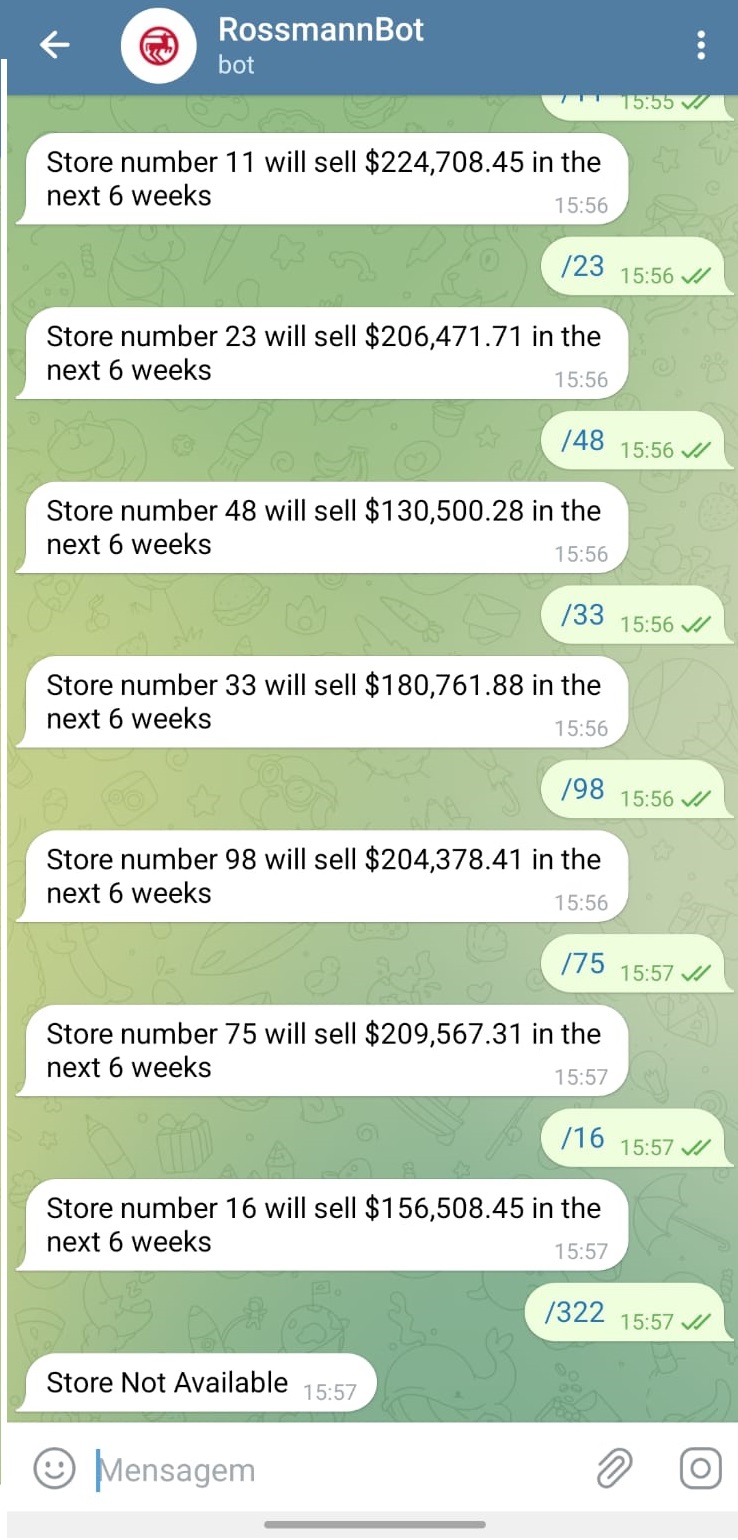 RossmannBot
bot
/11 15:55
Store number 11 will sell $224,708.45 in the
next 6 weeks
15:56
/23 15:56
Store number 23 will sell $206,471.71 in the
next 6 weeks
15:56
/48 15:56
Store number 48 will sell $130,500.28 in the
next 6 weeks
15:56
/33 15:56
Store number 33 will sell $180,761.88 in the
next 6 weeks
15:56
/98 15:56
Store number 98 will sell $204,378.41 in the
next 6 weeks
15:56
/75 15:57
Store number 75 will sell $209,567.31 in the
next 6 weeks
15:57
/16 15:57
Store number 16 will sell $156,508.45 in the
next 6 weeks
15:57
/322 15:57
Store Not Available 15:57
Mensagem